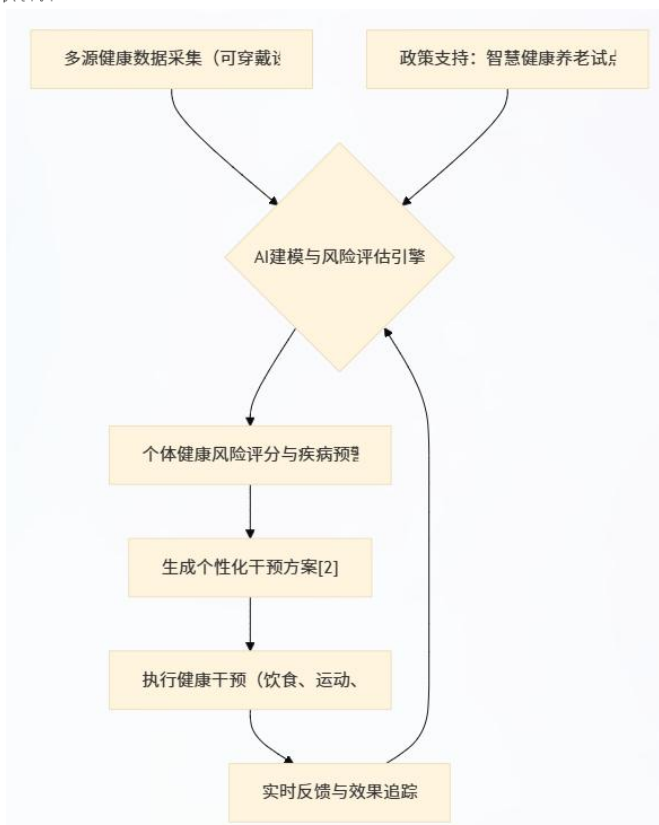 多源健康数据采集（可穿戴
政策支持：智慧健康养老试点
AI建模与风险评估引擎
个体健康风险评分与疾病预警
生成个性化干预方案[2]
执行健康干预（饮食、运动、
实时反馈与效果追踪